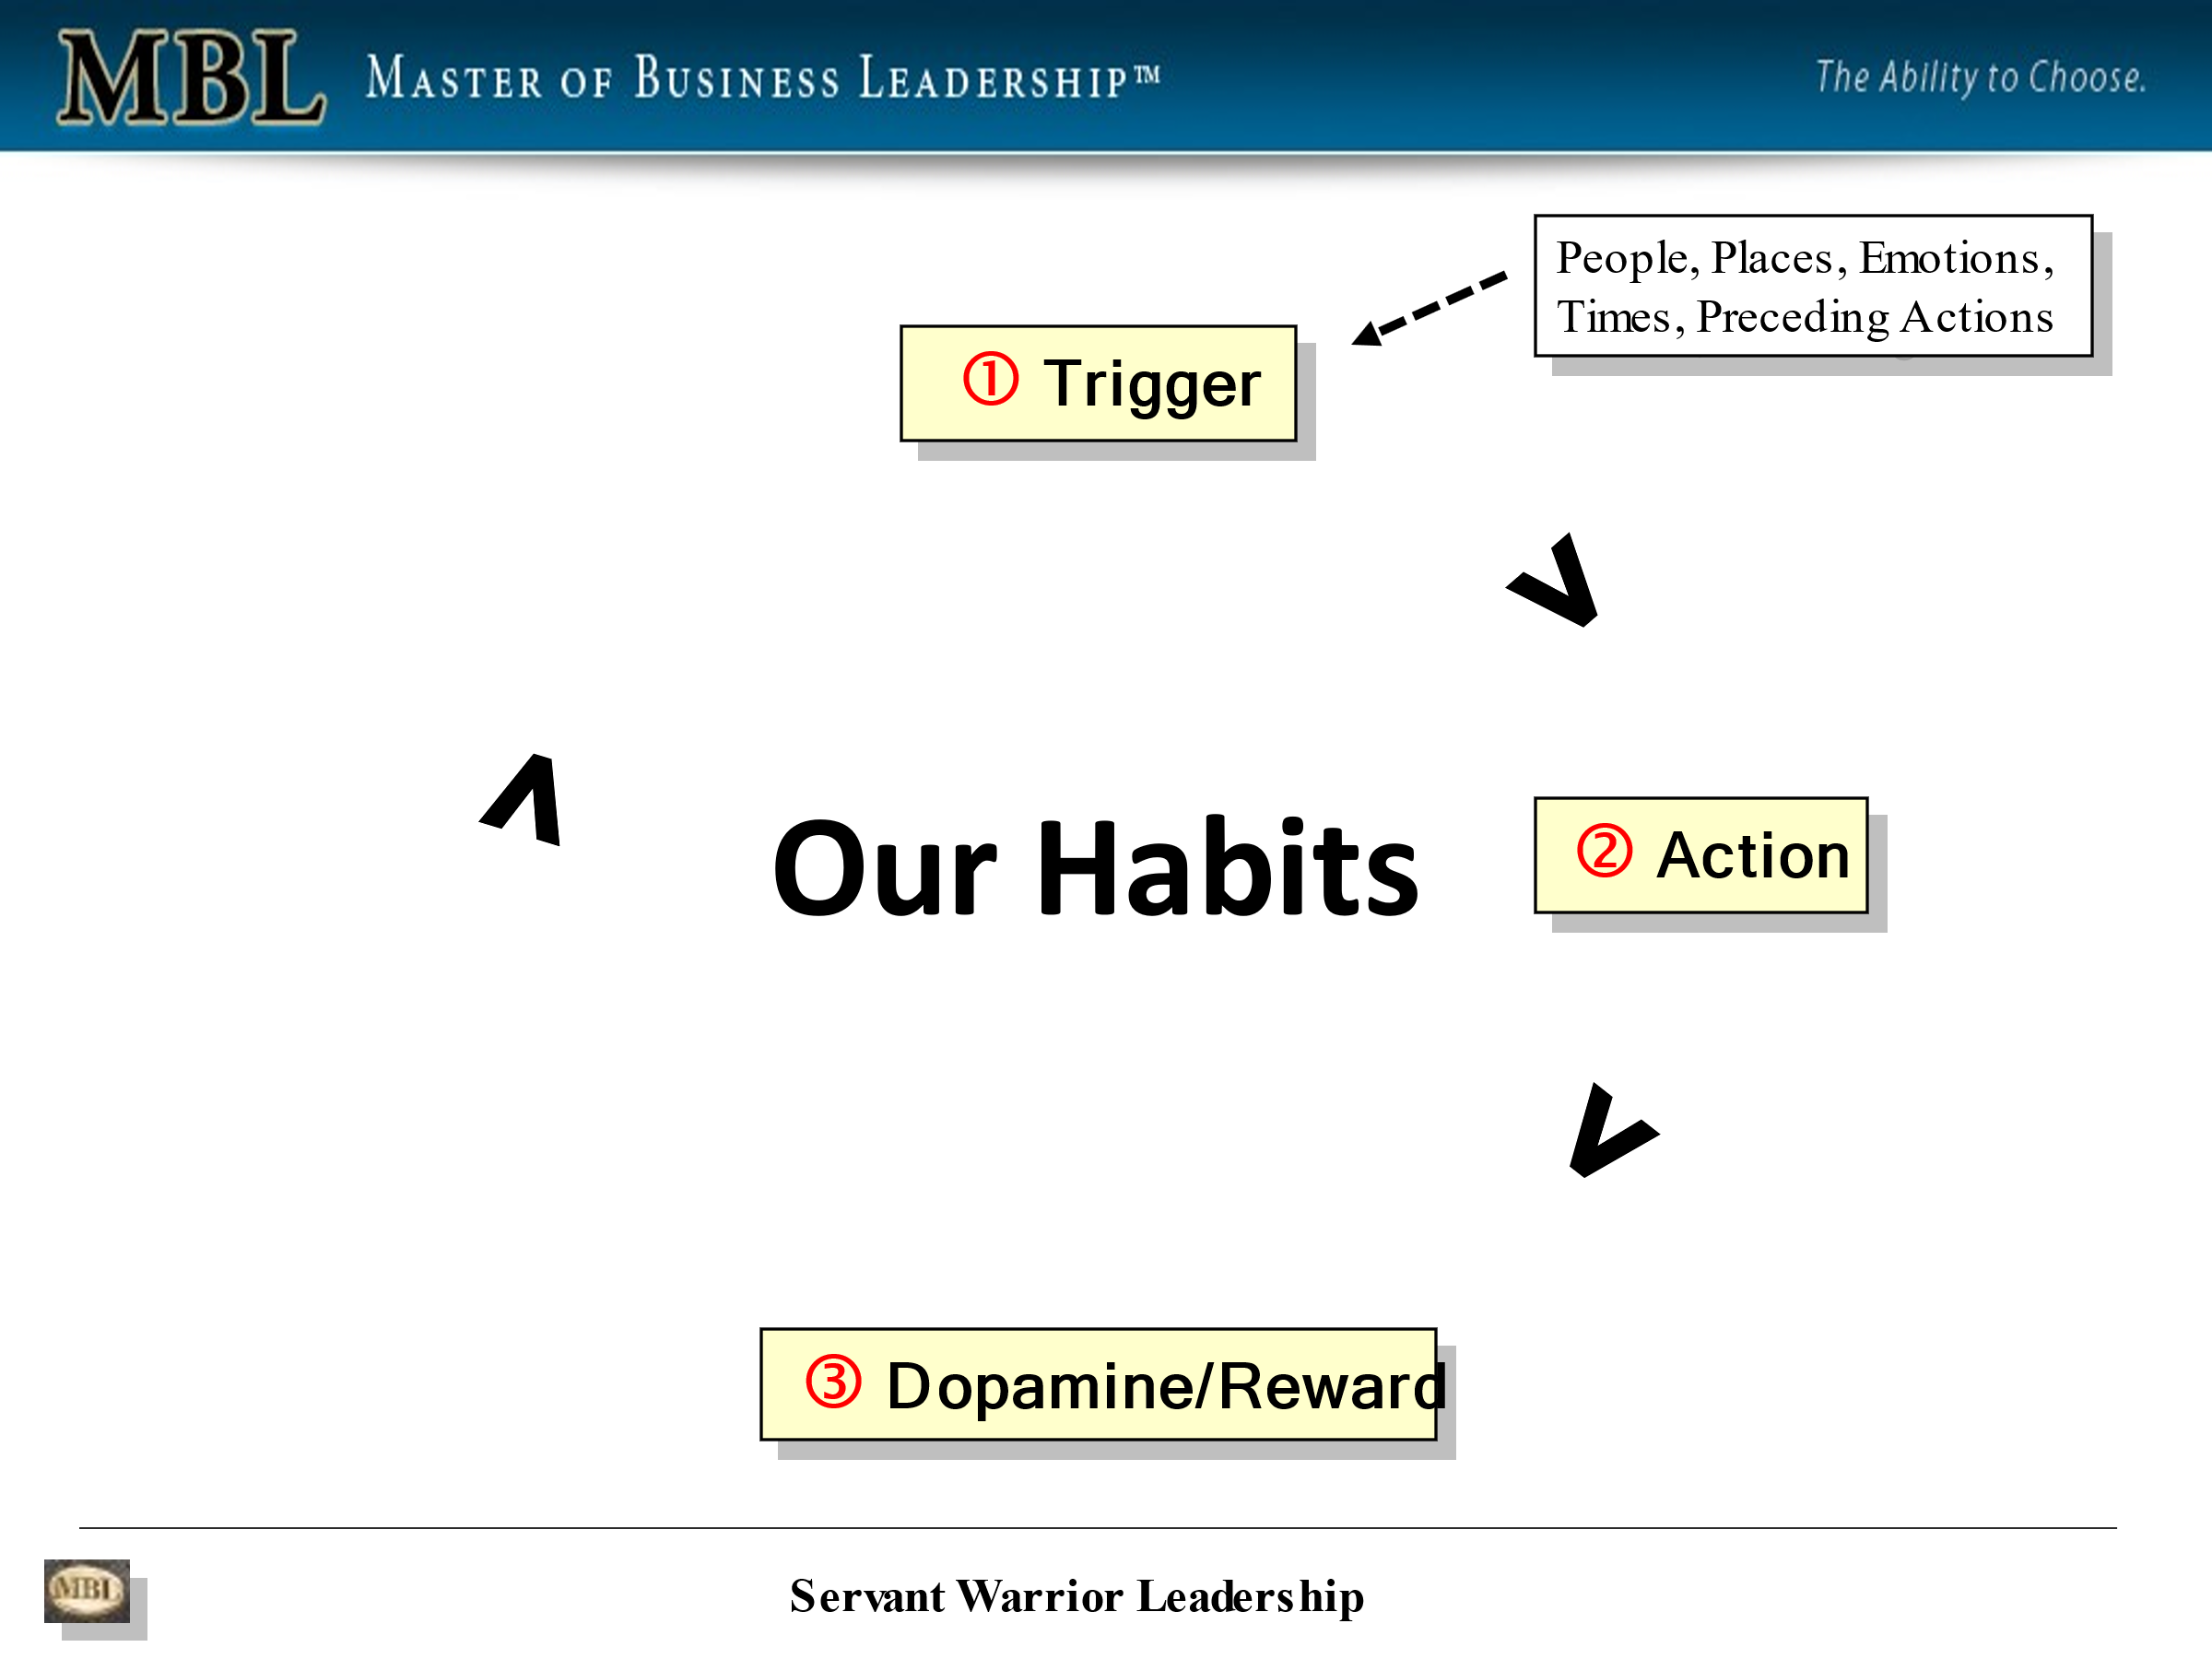 MBL MASTER OF BUSINESS LEADERSHIP™ The Ability to Choose.
People, Places, Emotions,
Times, Preceding Actions
① Trigger
>
>
Our Habits
② Action
>
③ Dopamine/Reward
MBL
Servant Warrior Leadership